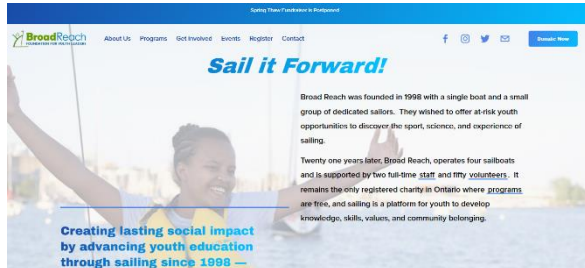 Spring Thaw Fundraiser is Postponed
BroadReach
FOUNDATION FOR YOUTH LEADERS
About Us Programs Get Involved Events Register Contact
Donate Now
Sail it Forward!
Broad Reach was founded in 1998 with a single boat and a small
group of dedicated sailors. They wished to offer at-risk youth
opportunities to discover the sport, science, and experience of
sailing.
Twenty one years later, Broad Reach, operates four sailboats
and is supported by two full-time staff and fifty volunteers. It
remains the only registered charity in Ontario where programs
are free, and sailing is a platform for youth to develop
knowledge, skills, values, and community belonging.
Creating lasting social impact
by advancing youth education
through sailing since 1998 —